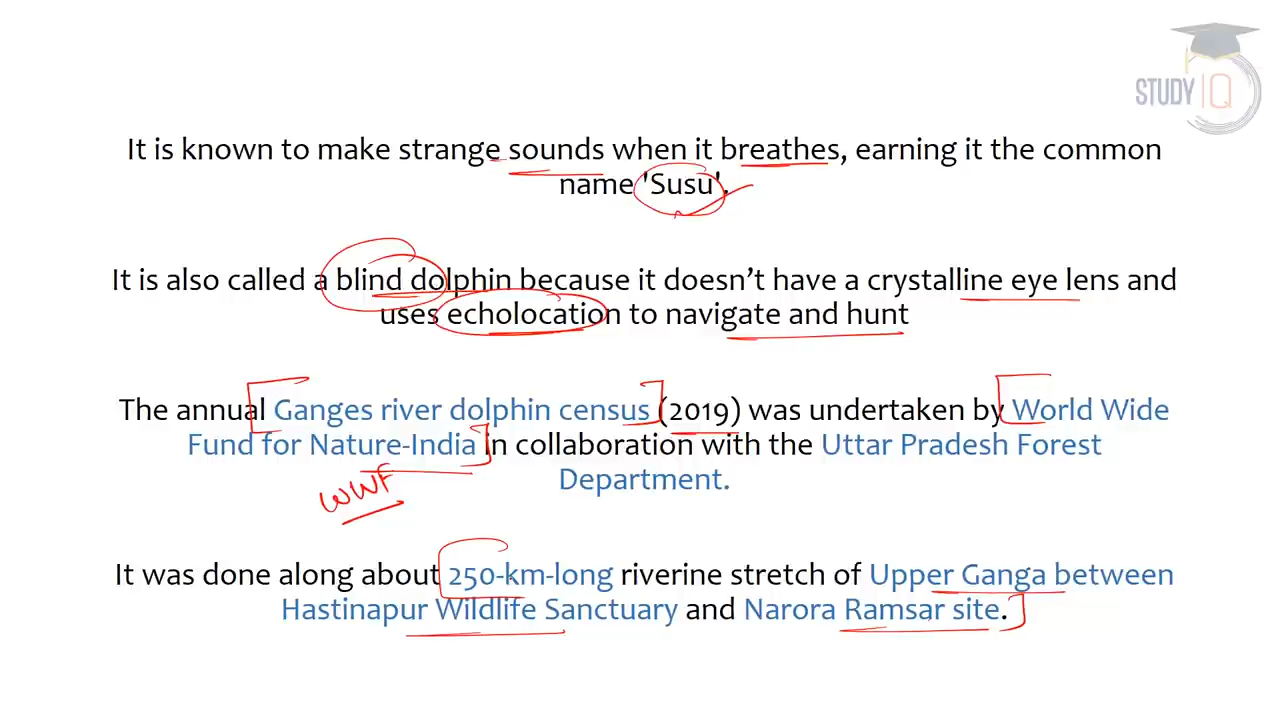 STUDY IQ
It is known to make strange sounds when it breathes, earning it the common
name 'Susu'.
It is also called a blind dolphin because it doesn’t have a crystalline eye lens and
uses echolocation to navigate and hunt
The annual Ganges river dolphin census (2019) was undertaken by World Wide
Fund for Nature-India in collaboration with the Uttar Pradesh Forest
Department.
WWF
It was done along about 250-km-long riverine stretch of Upper Ganga between
Hastinapur Wildlife Sanctuary and Narora Ramsar site.